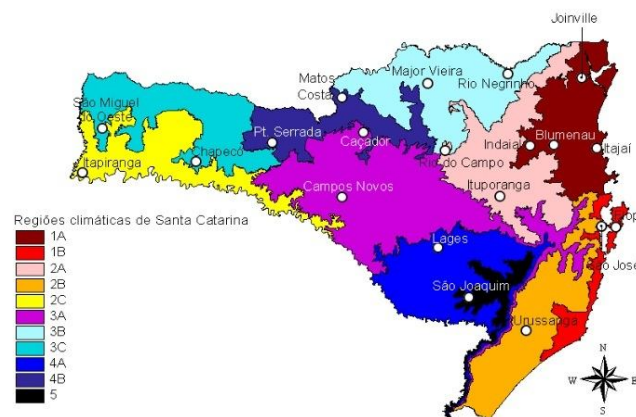 Joinville
Matos
Costa
Major Vieira
Rio Negrinho
São Miguel
do Oeste
Pt. Serrada
Caçador
Indaial
Blumenau
Itajaí
Chapecó
Rio do Campo
Itapiranga
Campos Novos
Ituporanga
Regiões climáticas de Santa Catarina
1A
1B
2A
2B
2C
3A
3B
3C
4A
4B
5
Lages
São José
São Joaquim
Urussanga
N
W
E
S